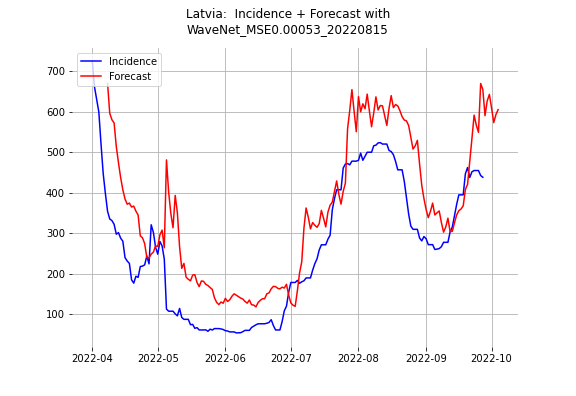 Latvia:  Incidence + Forecast with
WaveNet_MSE0.00053_20220815
Incidence
Forecast
700
600
500
400
300
200
100
2022-04 2022-05 2022-06 2022-07 2022-08 2022-09 2022-10